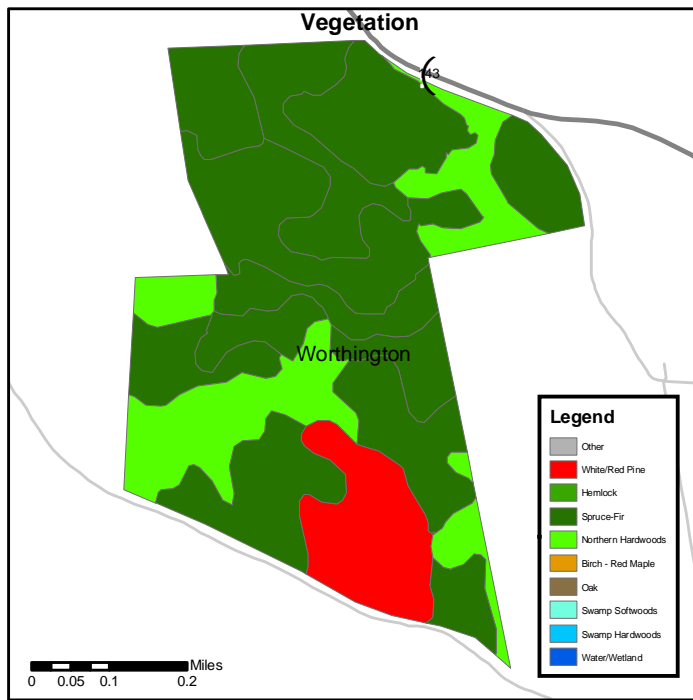 Vegetation
143
Worthington
Legend
Other
White/Red Pine
Hemlock
Spruce-Fir
Northern Hardwoods
Birch - Red Maple
Oak
Swamp Softwoods
Swamp Hardwoods
Water/Wetland
Miles
0 0.05 0.1 0.2